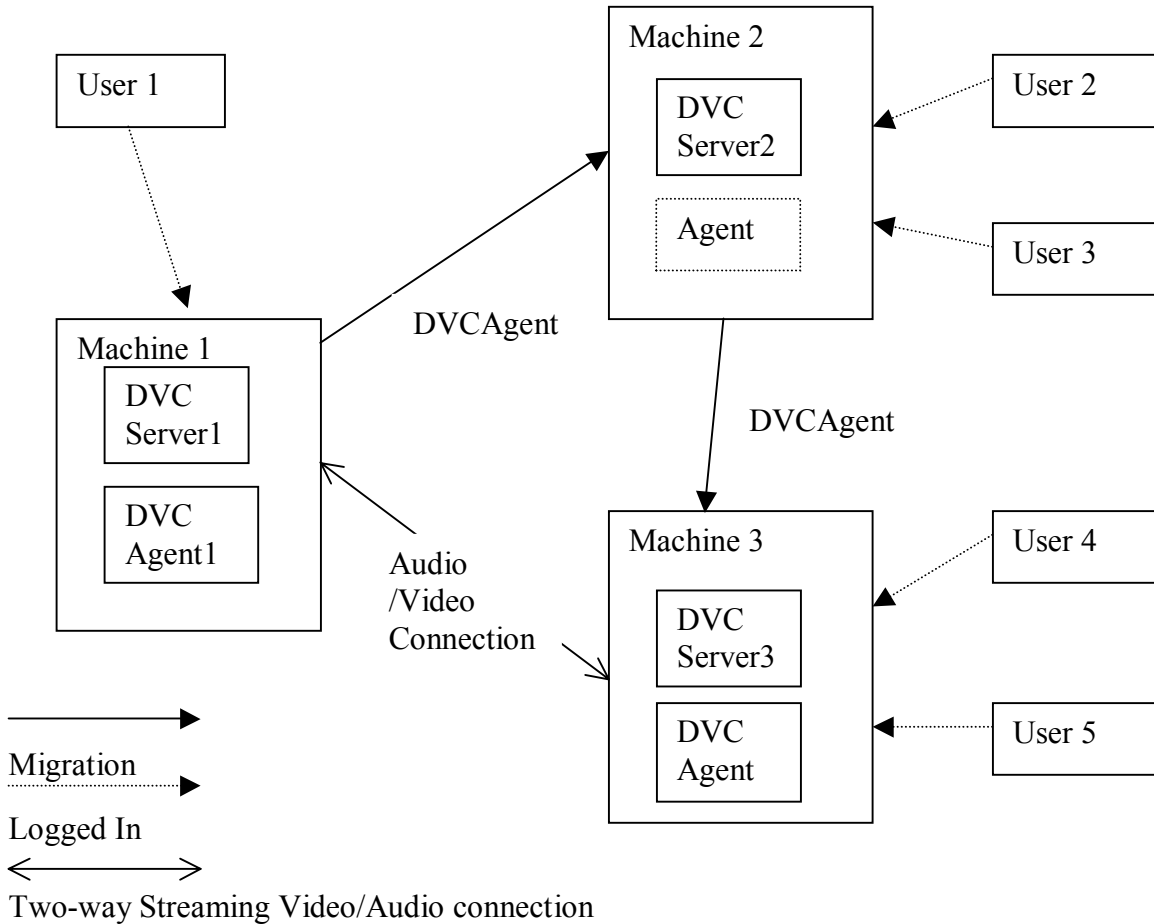 User 1
Machine 1
DVC
Server1
DVC
Agent1
DVCAgent
Machine 2
DVC
Server2
Agent
User 2
User 3
DVCAgent
Audio
/Video
Connection
Machine 3
DVC
Server3
DVC
Agent
User 4
User 5
Migration
Logged In
Two-way Streaming Video/Audio connection